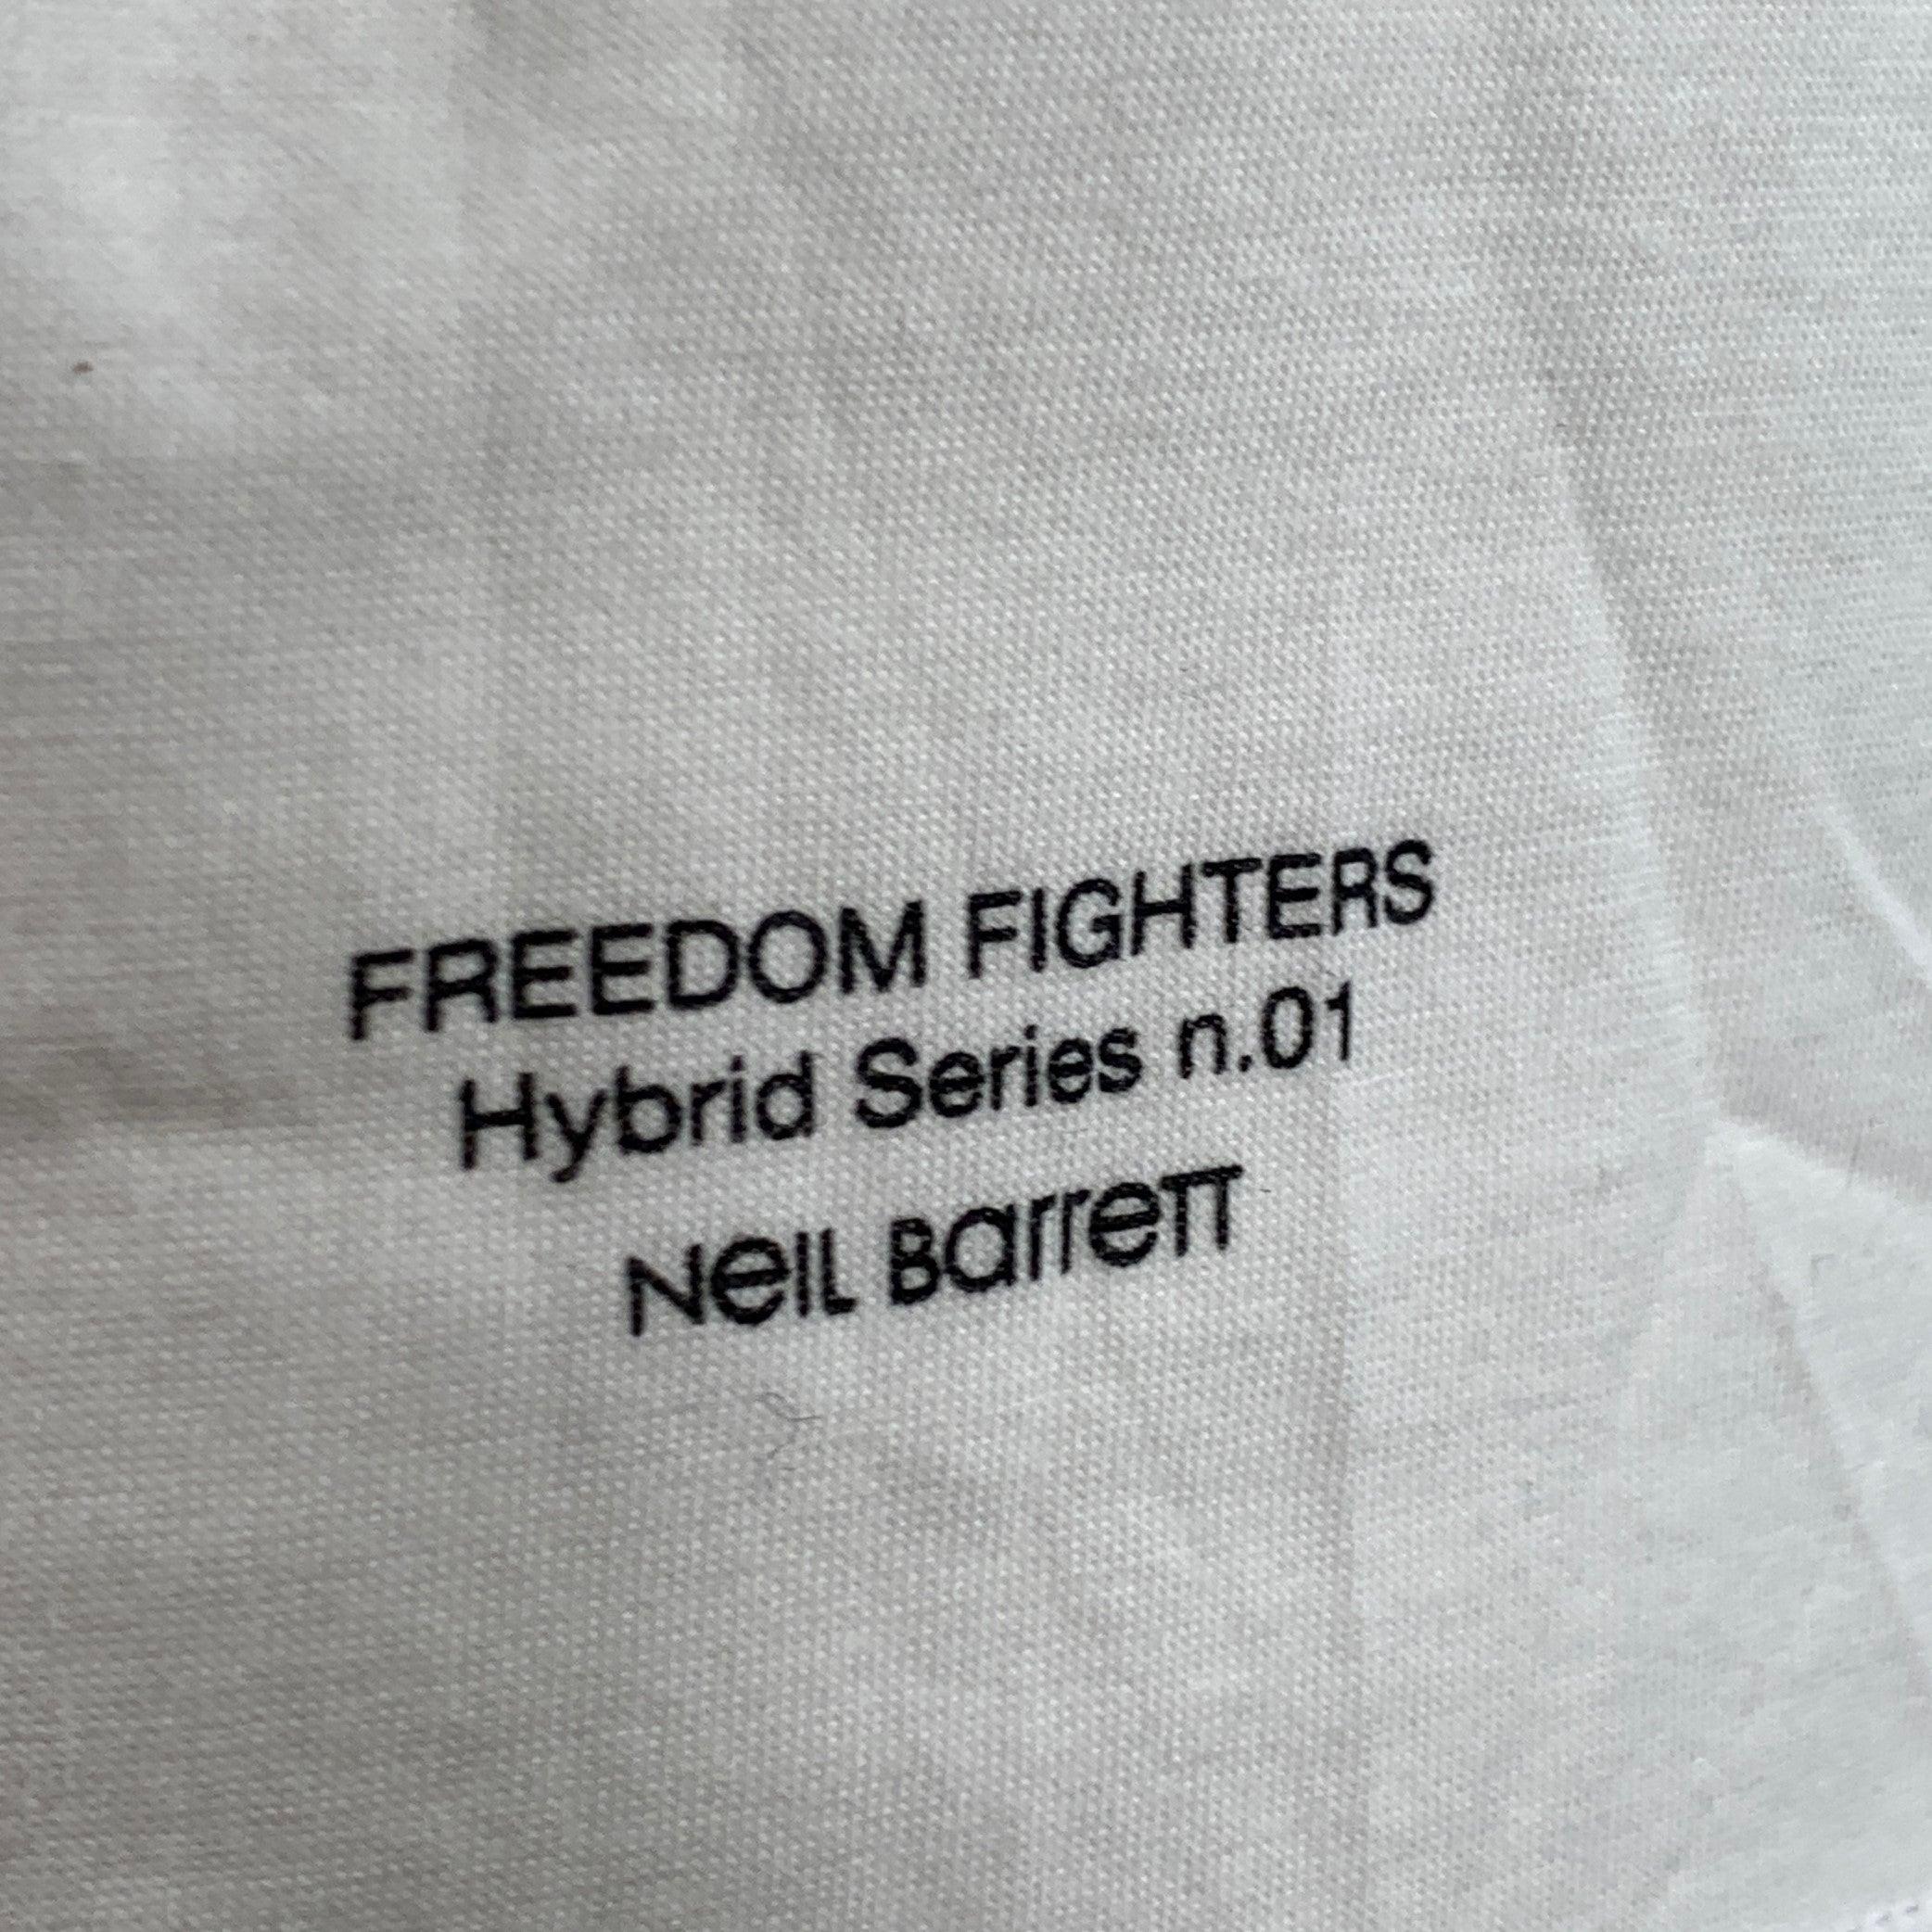 FREEDOM FIGHTERS
Hybrid Series n.01
NeIL Barrett